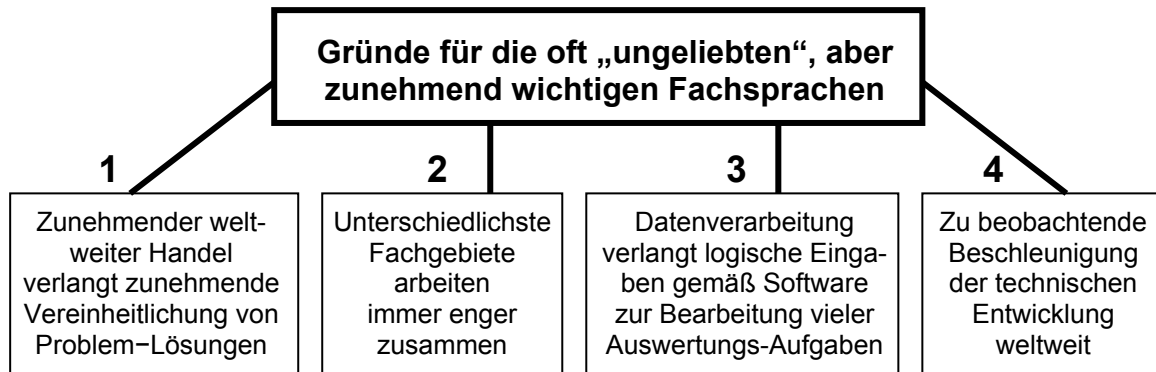 Gründe für die oft „ungeliebten“, aber
zunehmend wichtigen Fachsprachen
1
Zunehmender welt-
weiter Handel
verlangt zunehmende
Vereinheitlichung von
Problem−Lösungen
2
Unterschiedlichste
Fachgebiete
arbeiten
immer enger
zusammen
3
Datenverarbeitung
verlangt logische Einga-
ben gemäß Software
zur Bearbeitung vieler
Auswertungs-Aufgaben
4
Zu beobachtende
Beschleunigung
der technischen
Entwicklung
weltweit